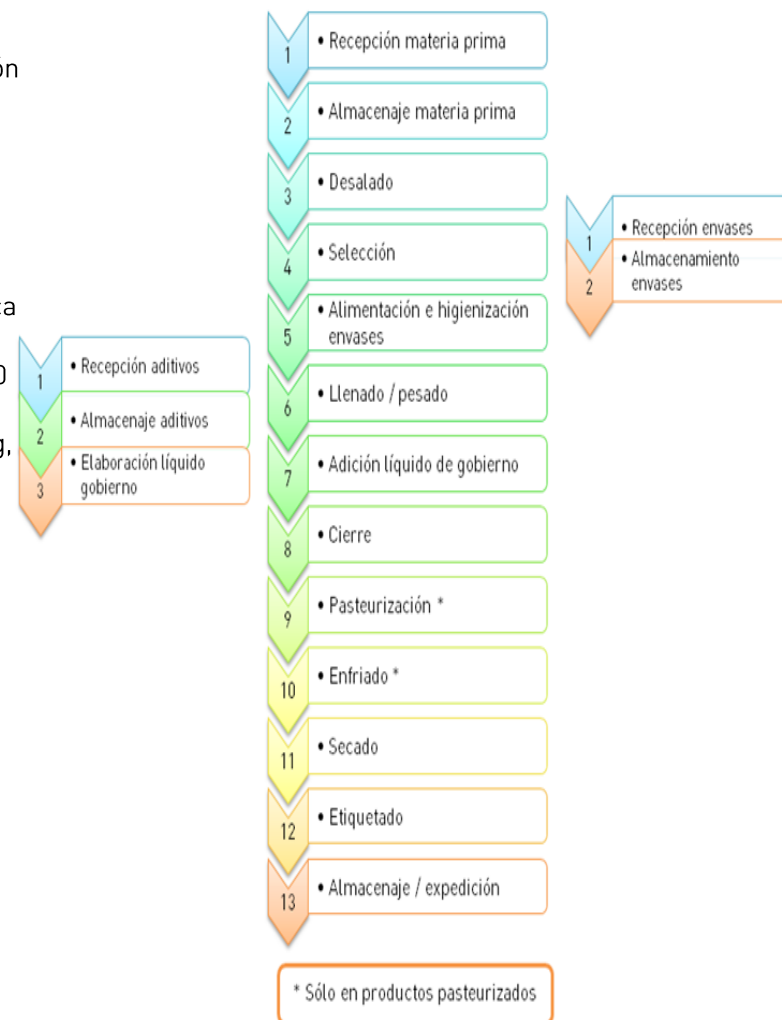 1
• Recepción materia prima
2
• Almacenaje materia prima
3
• Desalado
4
• Selección
5
• Alimentación e higienización
envases
6
• Llenado / pesado
7
• Adición líquido de gobierno
8
• Cierre
9
• Pasteurización *
10
• Enfriado *
11
• Secado
12
• Etiquetado
13
• Almacenaje / expedición
* Sólo en productos pasteurizados
1
• Recepción aditivos
2
• Almacenaje aditivos
3
• Elaboración líquido
gobierno
1
• Recepción envases
2
• Almacenamiento
envases